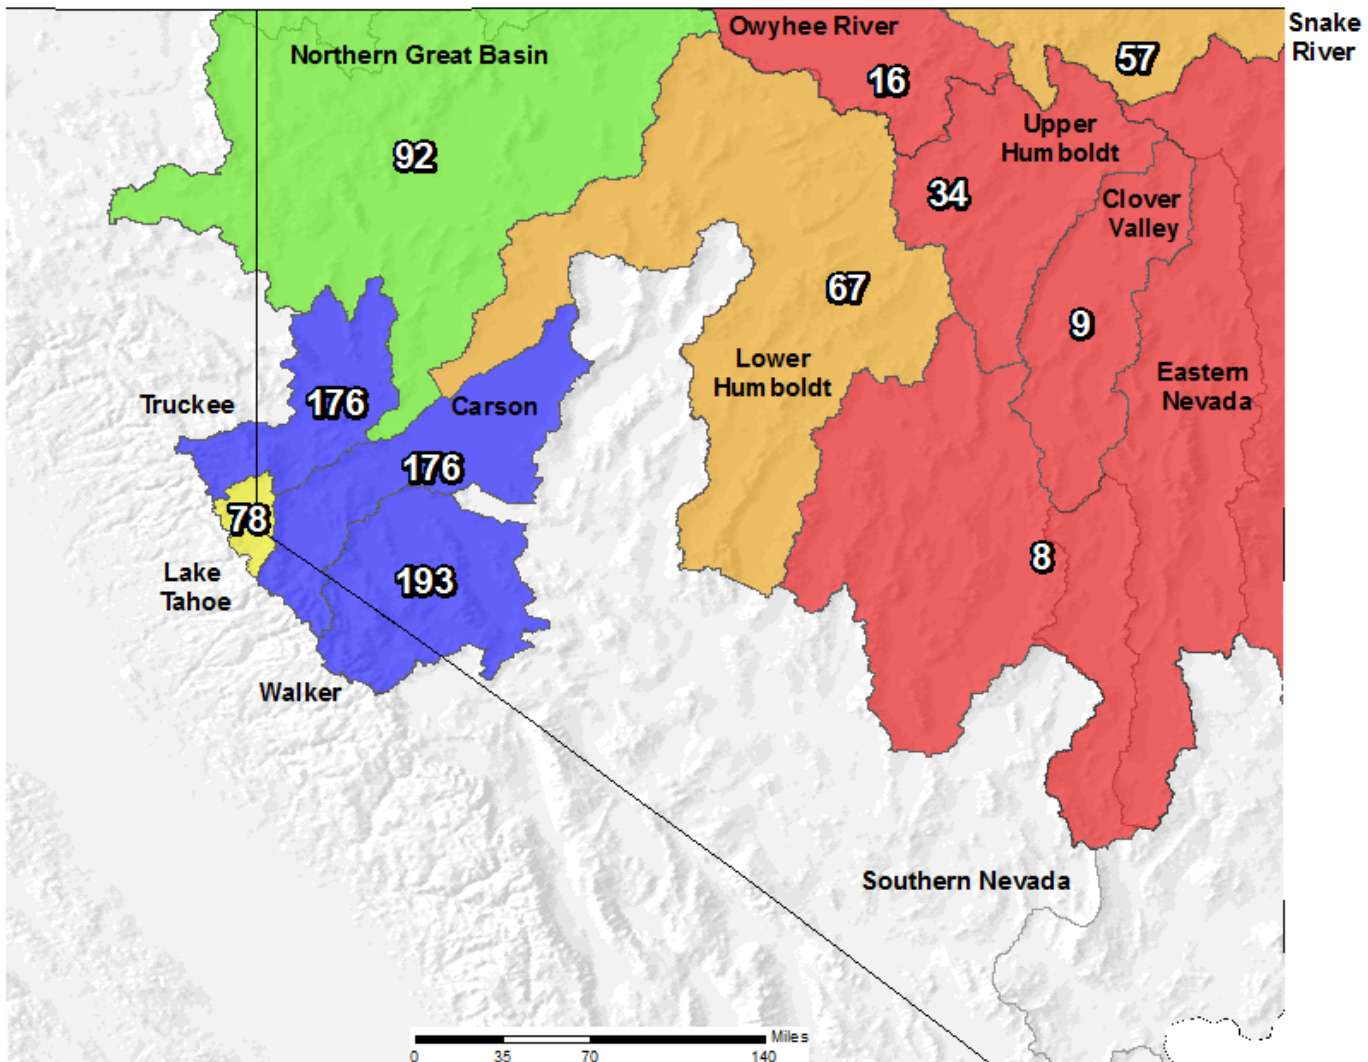 Owyhee River
Snake
River
Northern Great Basin
57
16
92
Upper
Humboldt
34
Clover
Valley
67
9
Lower
Humboldt
Eastern
Nevada
Truckee
176
Carson
176
78
8
Lake
Tahoe
193
Walker
Southern Nevada
Miles
0 35 70 140